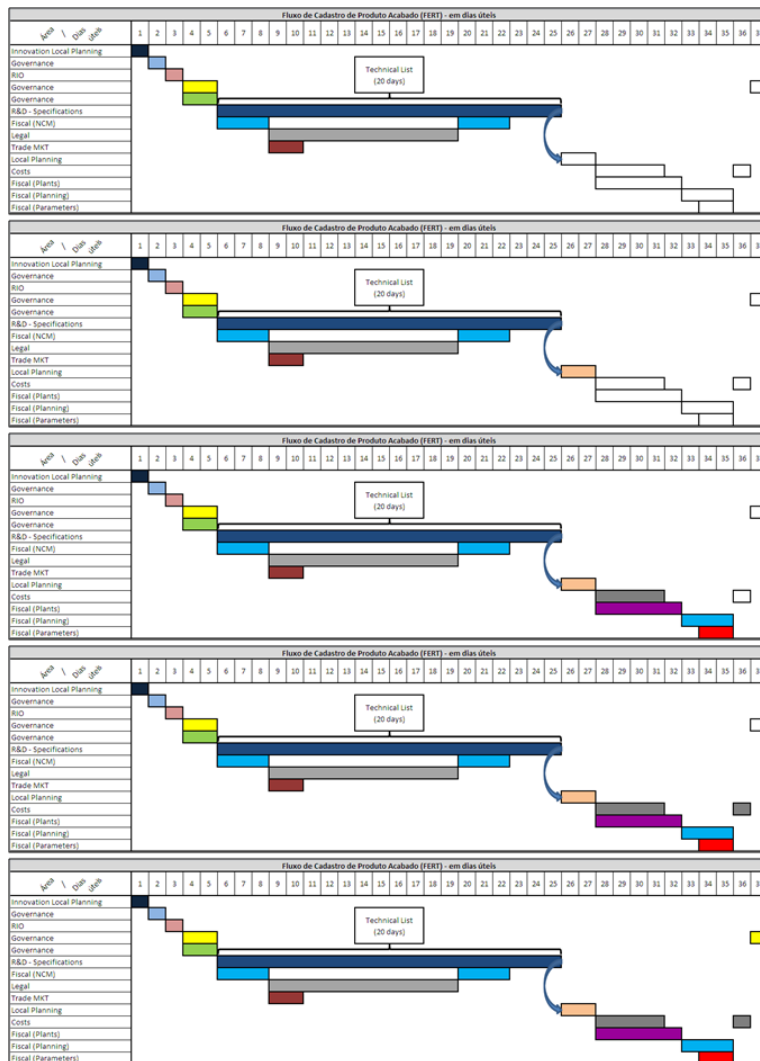 Fluxo de Cadastro de Produto Acabado (FERT) - em dias úteis
Área / Dias úteis 1 2 3 4 5 6 7 8 9 10 11 12 13 14 15 16 17 18 19 20 21 22 23 24 25 26 27 28 29 30 31 32 33 34 35 36
Innovation Local Planning
Governance
RIO
Governance
Governance
R&D - Specifications
Fiscal (NCM)
Legal
Trade MKT
Local Planning
Costs
Fiscal (Plants)
Fiscal (Planning)
Fiscal (Parameters)
Technical List
(20 days)
Fluxo de Cadastro de Produto Acabado (FERT) - em dias úteis
Área / Dias úteis 1 2 3 4 5 6 7 8 9 10 11 12 13 14 15 16 17 18 19 20 21 22 23 24 25 26 27 28 29 30 31 32 33 34 35 36
Innovation Local Planning
Governance
RIO
Governance
Governance
R&D - Specifications
Fiscal (NCM)
Legal
Trade MKT
Local Planning
Costs
Fiscal (Plants)
Fiscal (Planning)
Fiscal (Parameters)
Technical List
(20 days)
Fluxo de Cadastro de Produto Acabado (FERT) - em dias úteis
Área / Dias úteis 1 2 3 4 5 6 7 8 9 10 11 12 13 14 15 16 17 18 19 20 21 22 23 24 25 26 27 28 29 30 31 32 33 34 35 36
Innovation Local Planning
Governance
RIO
Governance
Governance
R&D - Specifications
Fiscal (NCM)
Legal
Trade MKT
Local Planning
Costs
Fiscal (Plants)
Fiscal (Planning)
Fiscal (Parameters)
Technical List
(20 days)
Fluxo de Cadastro de Produto Acabado (FERT) - em dias úteis
Área / Dias úteis 1 2 3 4 5 6 7 8 9 10 11 12 13 14 15 16 17 18 19 20 21 22 23 24 25 26 27 28 29 30 31 32 33 34 35 36
Innovation Local Planning
Governance
RIO
Governance
Governance
R&D - Specifications
Fiscal (NCM)
Legal
Trade MKT
Local Planning
Costs
Fiscal (Plants)
Fiscal (Planning)
Fiscal (Parameters)
Technical List
(20 days)
Fluxo de Cadastro de Produto Acabado (FERT) - em dias úteis
Área / Dias úteis 1 2 3 4 5 6 7 8 9 10 11 12 13 14 15 16 17 18 19 20 21 22 23 24 25 26 27 28 29 30 31 32 33 34 35 36
Innovation Local Planning
Governance
RIO
Governance
Governance
R&D - Specifications
Fiscal (NCM)
Legal
Trade MKT
Local Planning
Costs
Fiscal (Plants)
Fiscal (Planning)
Fiscal (Parameters)
Technical List
(20 days)